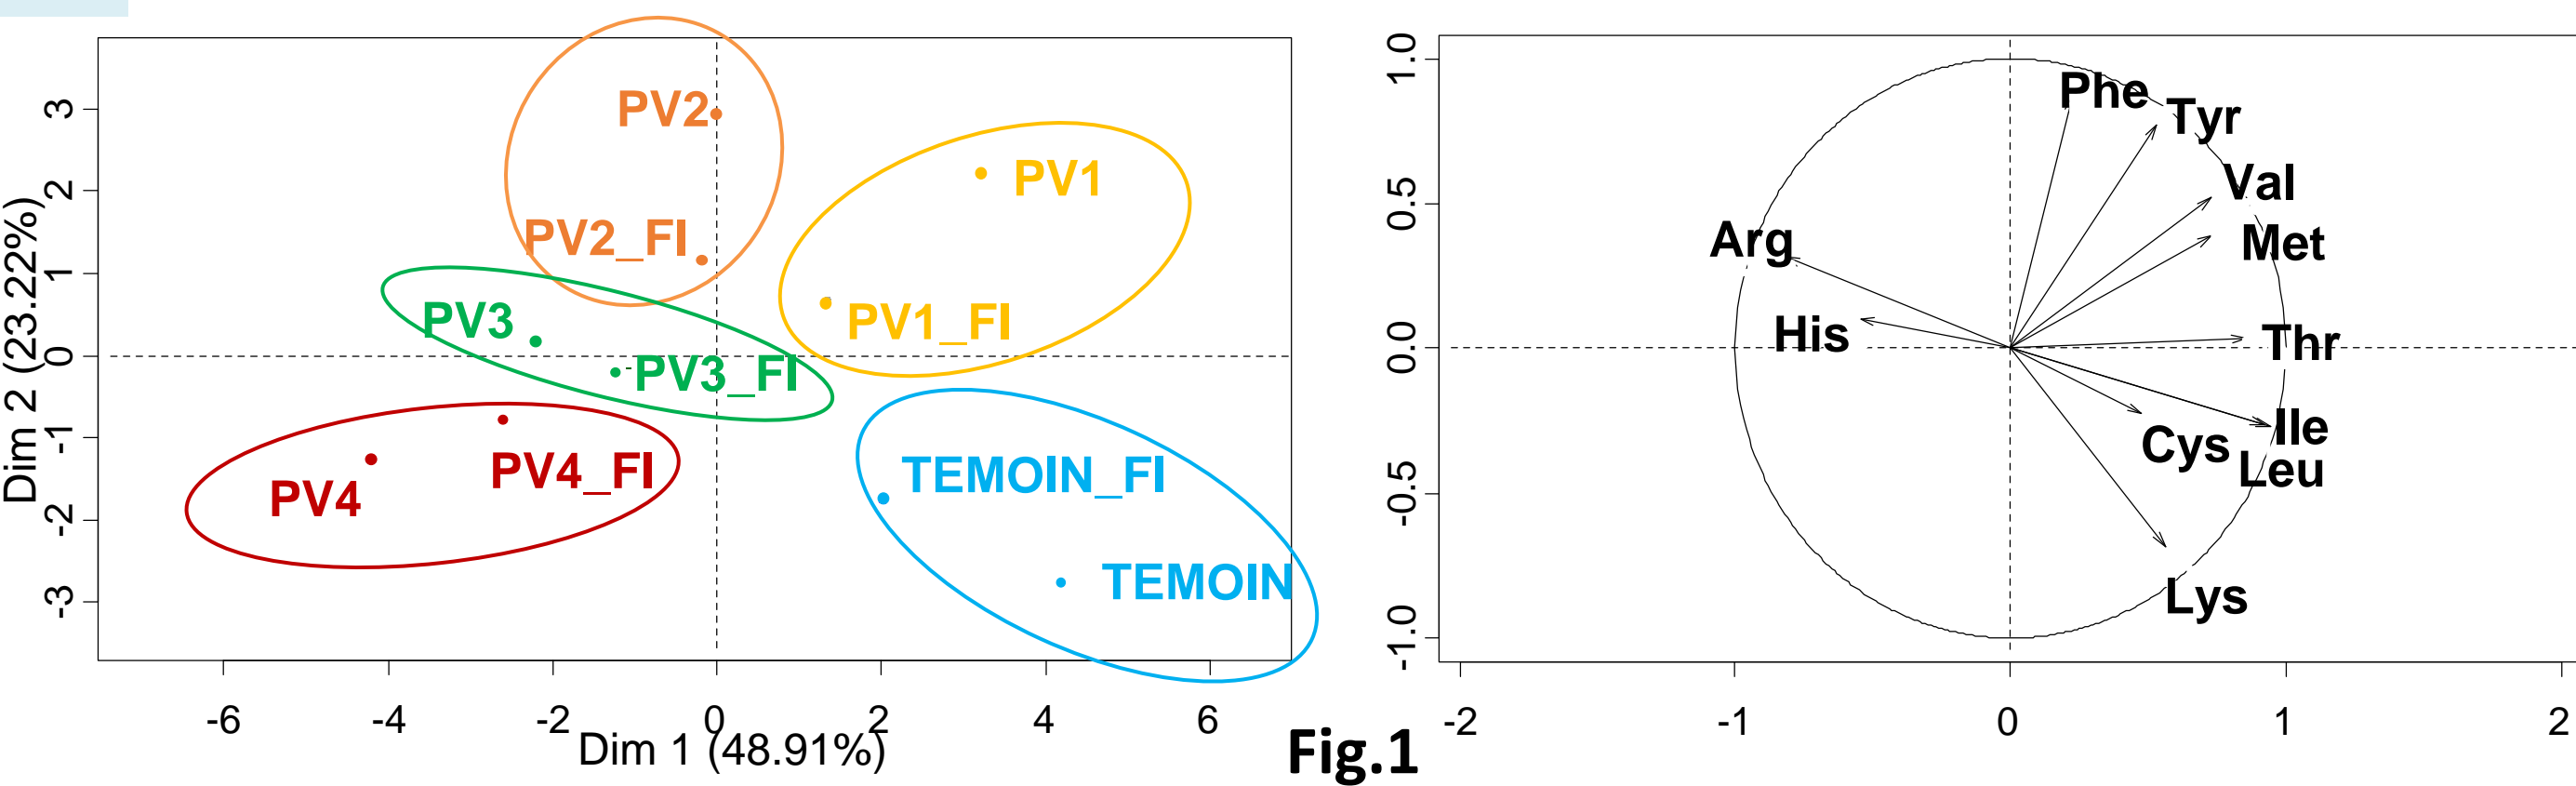 PV2
PV1
PV2_FI
PV1_FI
PV3
PV3_FI
PV4_FI
PV4
TEMOIN_FI
TEMOIN
3
2
1
0
-1
-2
-3
Dim 2 (23.22%)
-6
-4
-2
0
2
4
6
Dim 1 (48.91%)
Fig.1
1.0
0.5
0.0
-0.5
-1.0
Phe
Tyr
Val
Met
Arg
His
Thr
Ile
Cys
Leu
Lys
-2
-1
0
1
2